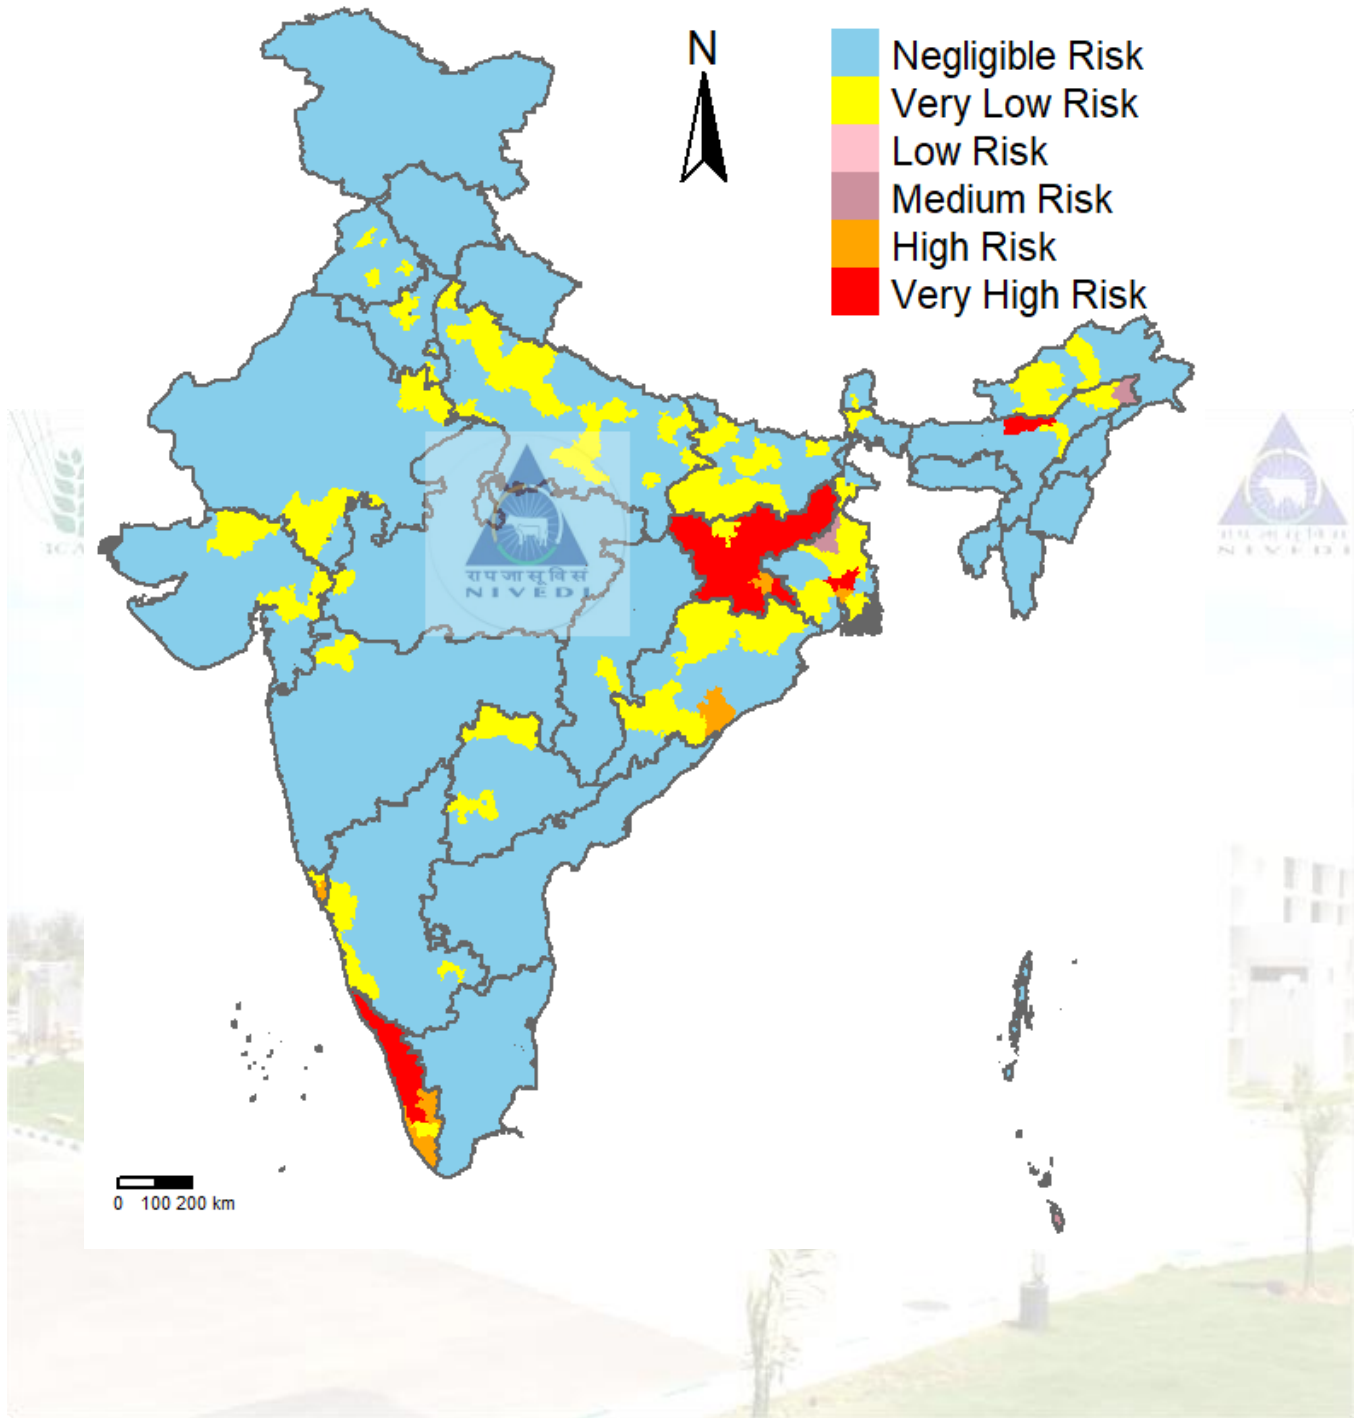 N
Negligible Risk
Very Low Risk
Low Risk
Medium Risk
High Risk
Very High Risk
राप जा सू वि सं
NIVEDI
NIVEDI
0 100 200 km